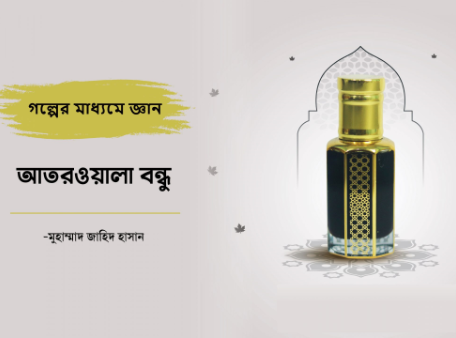 গল্পের মাধ্যমে জ্ঞান
আতরওয়ালা বন্ধু
-মুহাম্মাদ জাহিদ হাসান